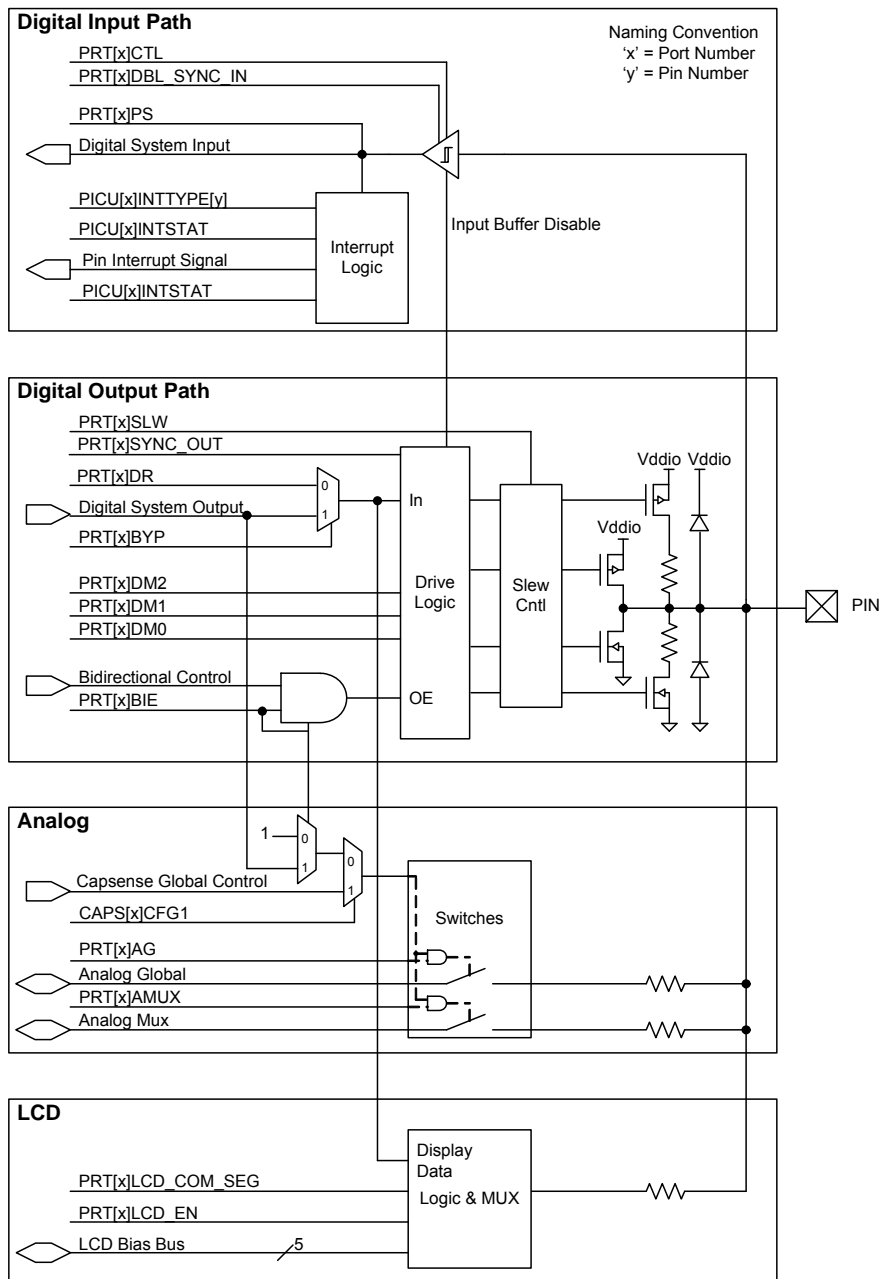 Digital Input Path
Naming Convention
'x' = Port Number
'y' = Pin Number
PRT[x]CTL
PRT[x]DBL_SYNC_IN
PRT[x]PS
Digital System Input
PICU[x]INTTYPE[y]
PICU[x]INTSTAT
Pin Interrupt Signal
PICU[x]INTSTAT
Interrupt
Logic
Input Buffer Disable
Digital Output Path
PRT[x]SLW
PRT[x]SYNC_OUT
PRT[x]DR
Digital System Output
PRT[x]BYP
0
1
PRT[x]DM2
PRT[x]DM1
PRT[x]DM0
Bidirectional Control
PRT[x]BIE
In
Drive
Logic
OE
Slew
Cntl
Vddio
Vddio
Vddio
PIN
Analog
1
0
1
0
1
Capsense Global Control
CAPS[x]CFG1
Switches
PRT[x]AG
Analog Global
PRT[x]AMUX
Analog Mux
LCD
Display
Data
Logic & MUX
PRT[x]LCD_COM_SEG
PRT[x]LCD_EN
LCD Bias Bus
5